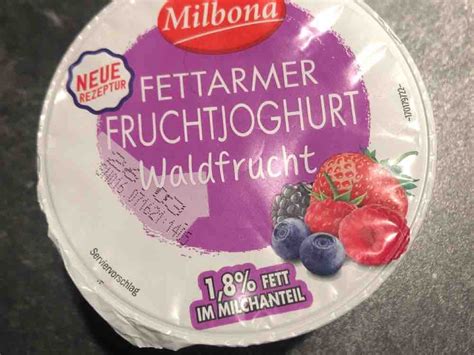 Milbona
NEUE
REZEPTUR
FETTARMER
FRUCHTJOGHURT
Waldfrucht
Serviervorschlag
1,8% FETT
IM MILCHANTEIL